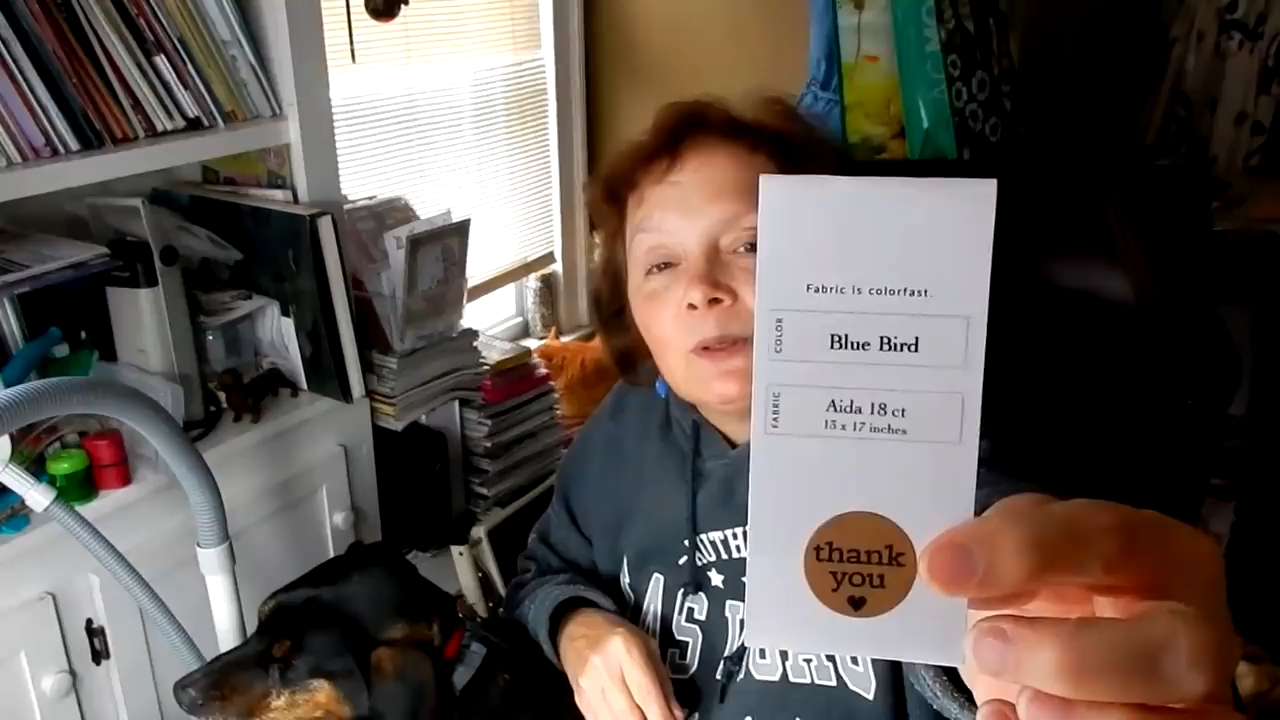 Fabric is colorfast.
COLOR
Blue Bird
FABRIC
Aida 18 ct
13 x 17 inches
thank
you